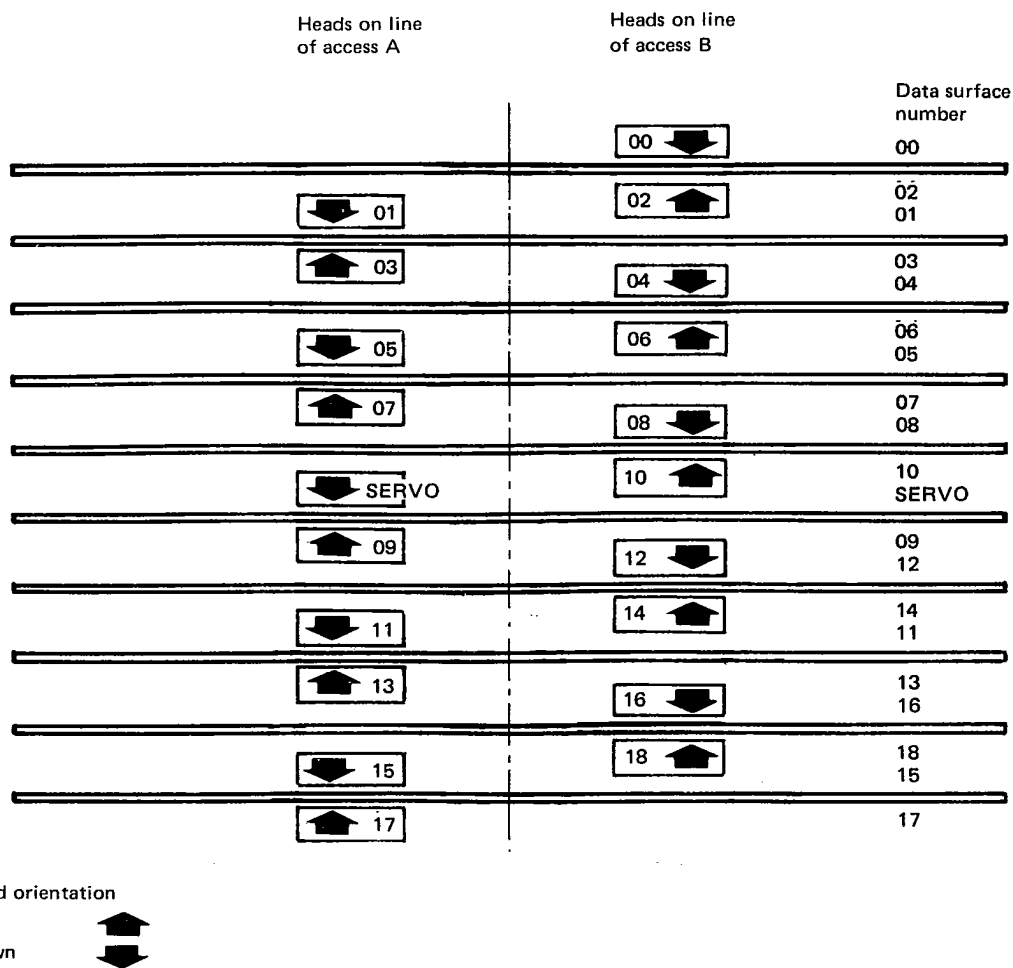 Heads on line
of access A
Heads on line
of access B
Data surface
number
00 00
02 02
01 01
03 03
04 04
06 06
05 05
07 07
08 08
10 10
SERVO SERVO
09 09
12 12
14 14
11 11
13 13
16 16
18 18
15 15
17 17
d orientation
wn